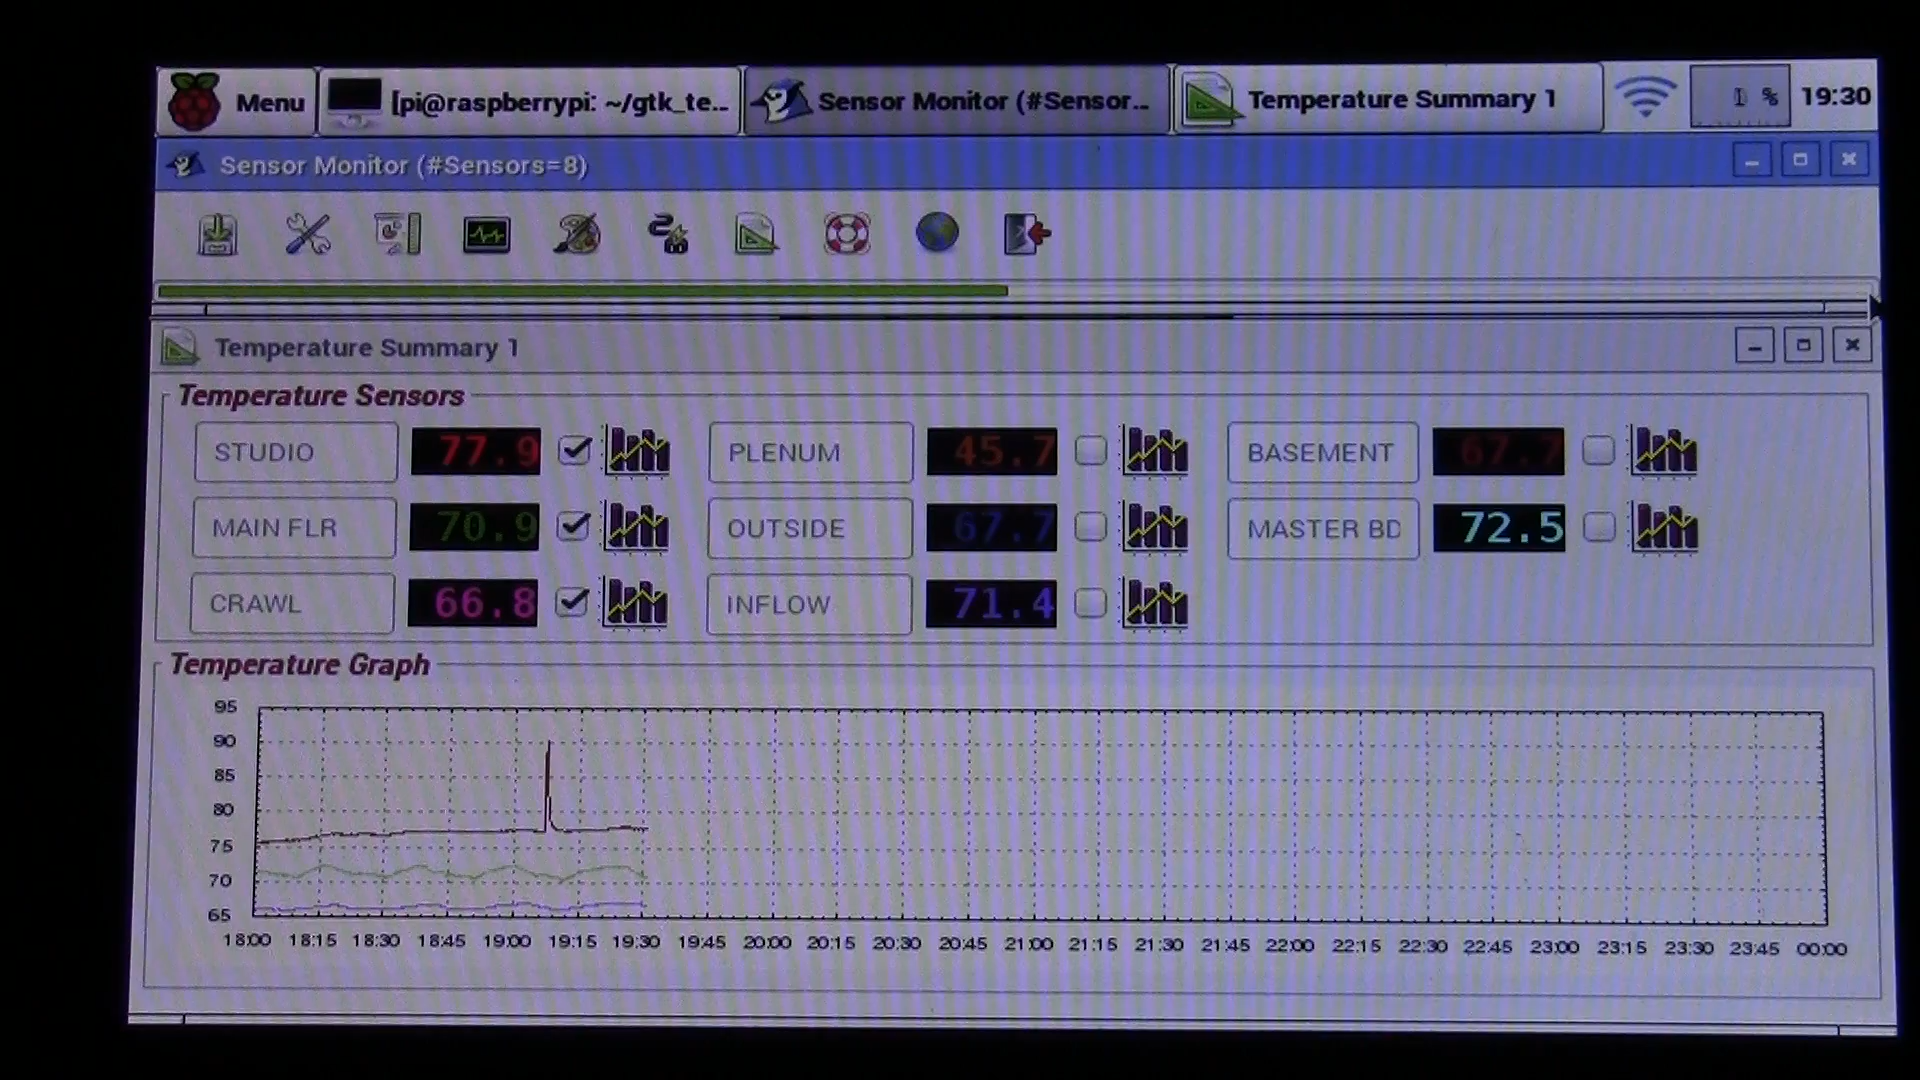 Menu [pi@raspberrypi: ~/gtk_te... Sensor Monitor (#Sensor... Temperature Summary 1 1 % 19:30
Sensor Monitor (#Sensors=8)
Temperature Summary 1
Temperature Sensors
STUDIO 77.9 PLENUM 45.7 BASEMENT 67.7
MAIN FLR 70.9 OUTSIDE 67.7 MASTER BD 72.5
CRAWL 66.8 INFLOW 71.4
Temperature Graph
95
90
85
80
75
70
65
18:00 18:15 18:30 18:45 19:00 19:15 19:30 19:45 20:00 20:15 20:30 20:45 21:00 21:15 21:30 21:45 22:00 22:15 22:30 22:45 23:00 23:15 23:30 23:45 00:00